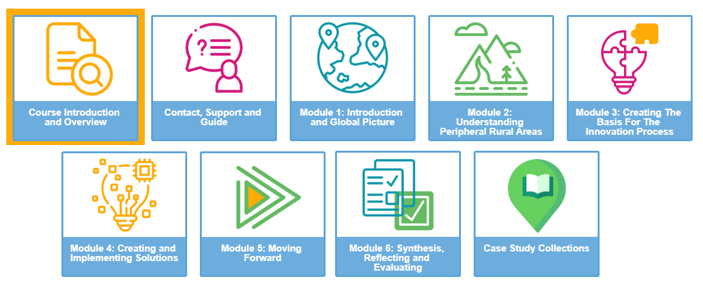 Course Introduction
and Overview
Contact, Support and
Guide
Module 1: Introduction
and Global Picture
Module 2:
Understanding
Peripheral Rural Areas
Module 3: Creating The
Basis For The
Innovation Process
Module 4: Creating and
Implementing Solutions
Module 5: Moving
Forward
Module 6: Synthesis,
Reflecting and
Evaluating
Case Study Collections